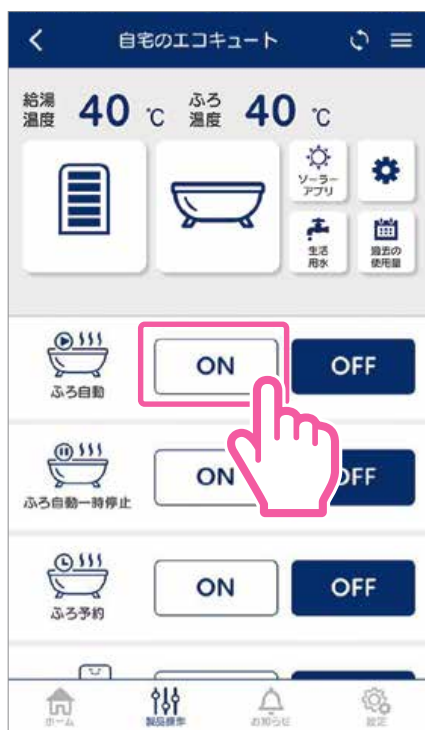 自宅のエコキュート
給湯温度 40 ℃ ふろ温度 40 ℃
ソーラーアプリ
生活用水
過去の使用量
ふろ自動 ON OFF
ふろ自動一時停止 ON OFF
ふろ予約 ON OFF
ホーム 製品操作 お知らせ 設定